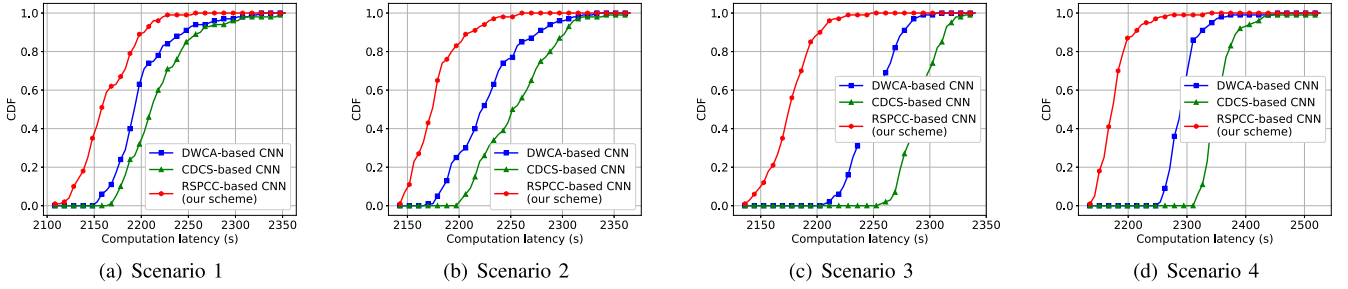 1.0
0.8
0.6
0.4
0.2
0.0
CDF
2100 2150 2200 2250 2300 2350
Computation latency (s)
DWCA-based CNN
CDCS-based CNN
RSPCC-based CNN
(our scheme)
(a) Scenario 1
1.0
0.8
0.6
0.4
0.2
0.0
CDF
2150 2200 2250 2300 2350
Computation latency (s)
DWCA-based CNN
CDCS-based CNN
RSPCC-based CNN
(our scheme)
(b) Scenario 2
1.0
0.8
0.6
0.4
0.2
0.0
CDF
2150 2200 2250 2300 2350
Computation latency (s)
DWCA-based CNN
CDCS-based CNN
RSPCC-based CNN
(our scheme)
(c) Scenario 3
1.0
0.8
0.6
0.4
0.2
0.0
CDF
2200 2300 2400 2500
Computation latency (s)
DWCA-based CNN
CDCS-based CNN
RSPCC-based CNN
(our scheme)
(d) Scenario 4